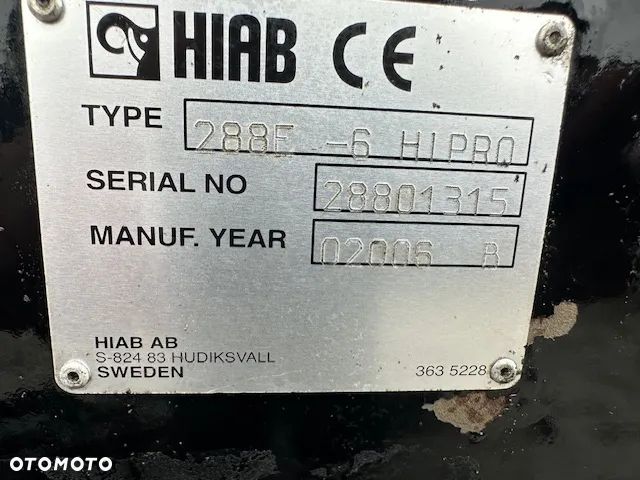 HIAB CE
TYPE 288E -6 HIPRO
SERIAL NO 28801315
MANUF. YEAR 02006 B
HIAB AB
S-824 83 HUDIKSVALL
SWEDEN 363 5228
OTOMOTO